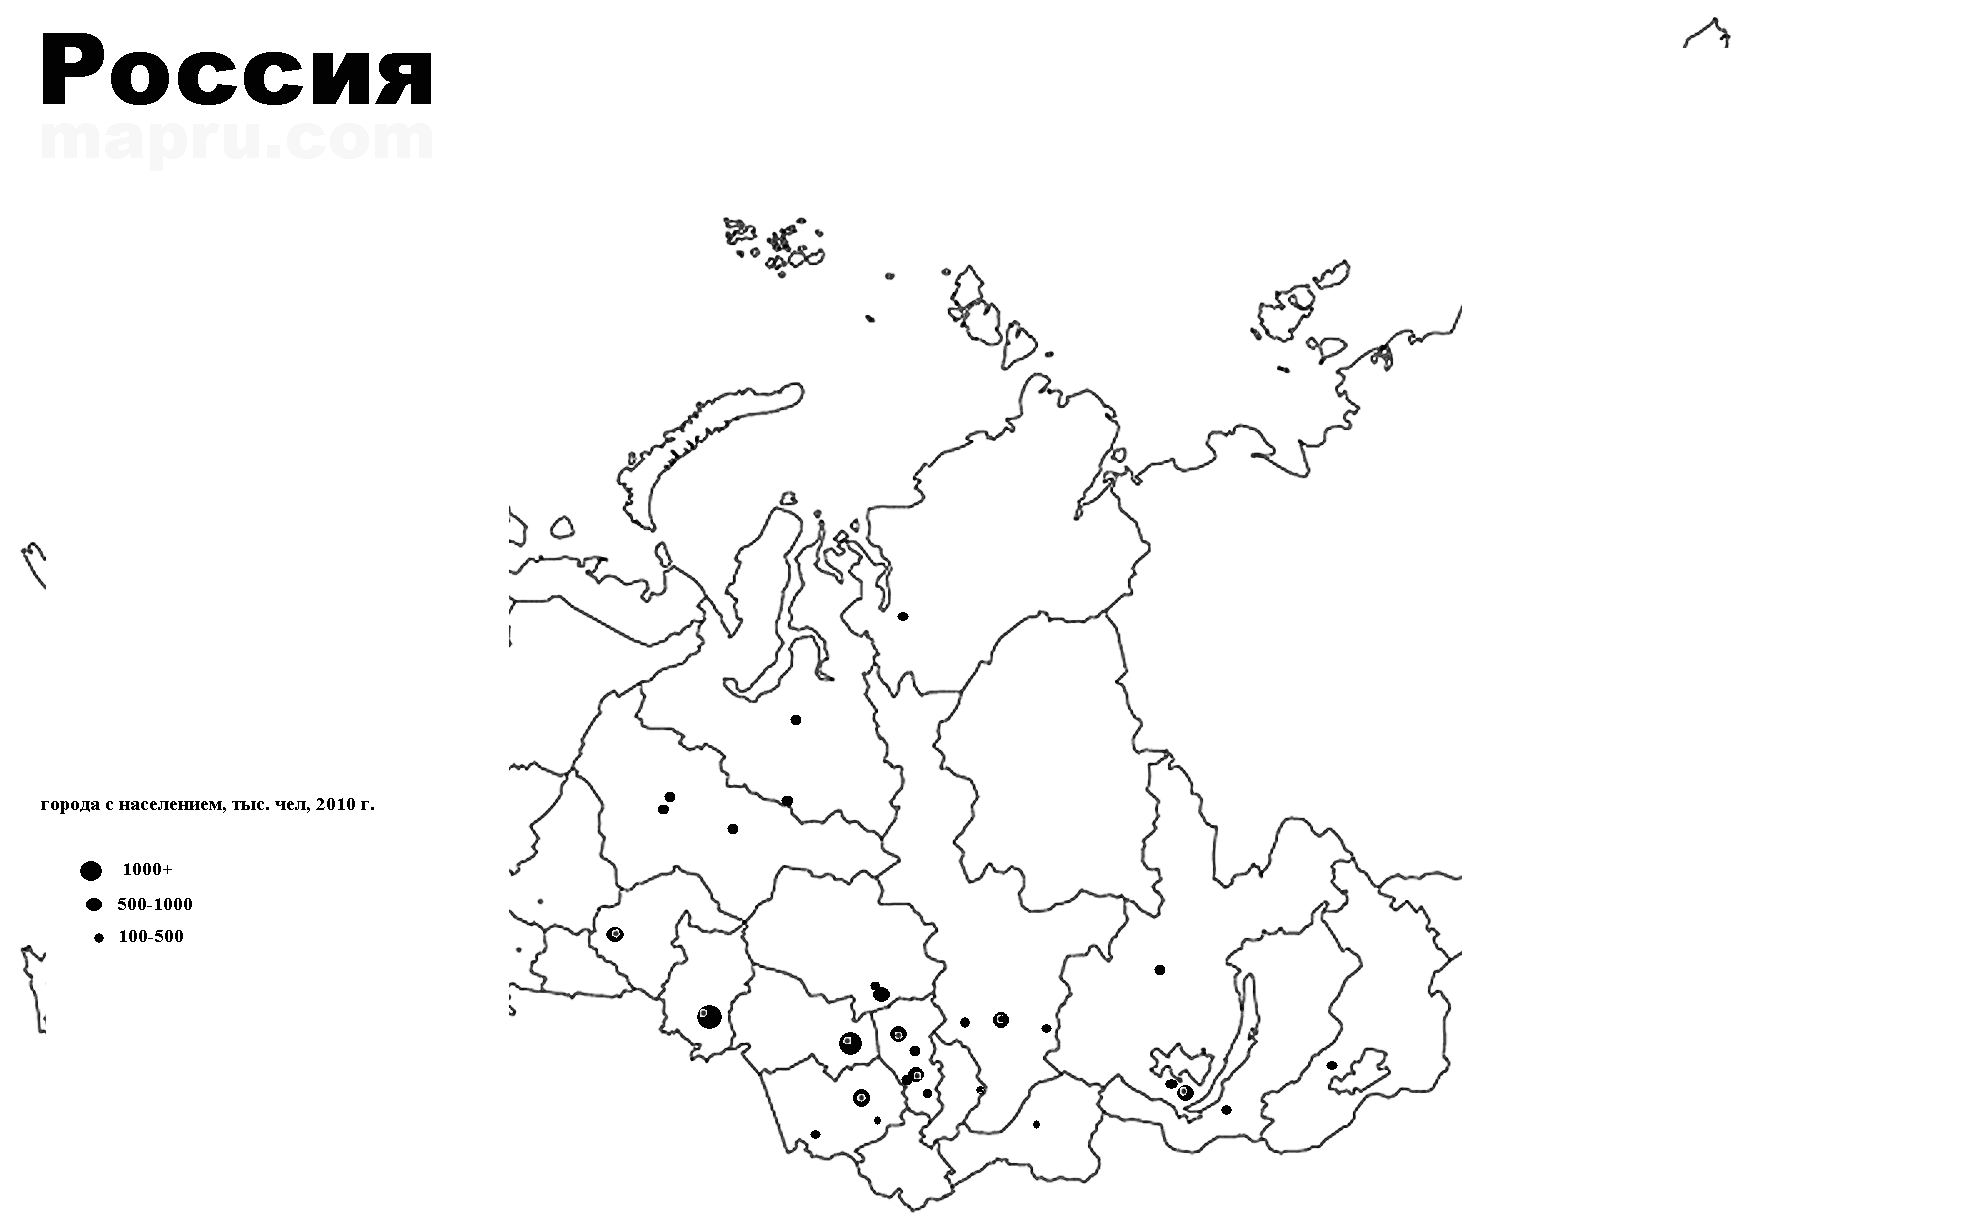 Россия
mapru.com
города с населением, тыс. чел, 2010 г.
1000+
500-1000
100-500